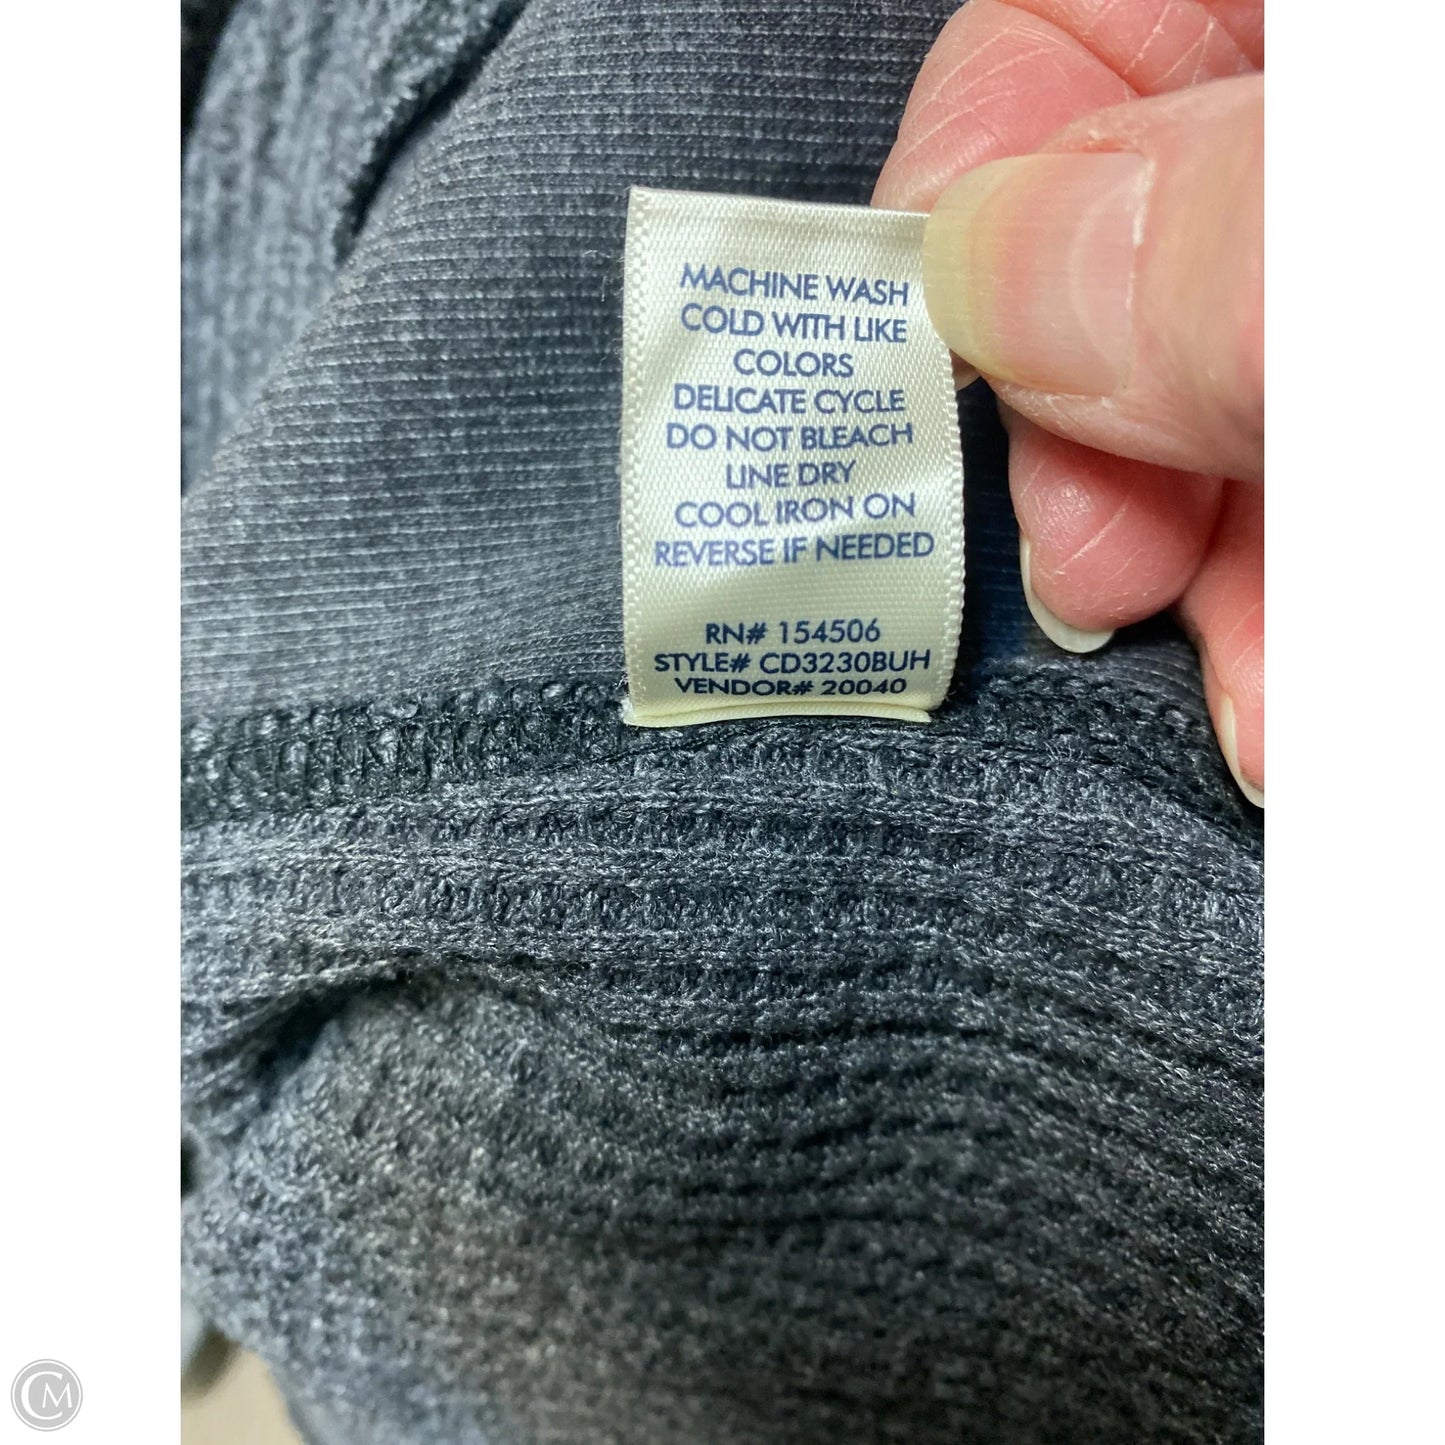 MACHINE WASH
COLD WITH LIKE
COLORS
DELICATE CYCLE
DO NOT BLEACH
LINE DRY
COOL IRON ON
REVERSE IF NEEDED
RN# 154506
STYLE# CD3230BUH
VENDOR# 20040
CM